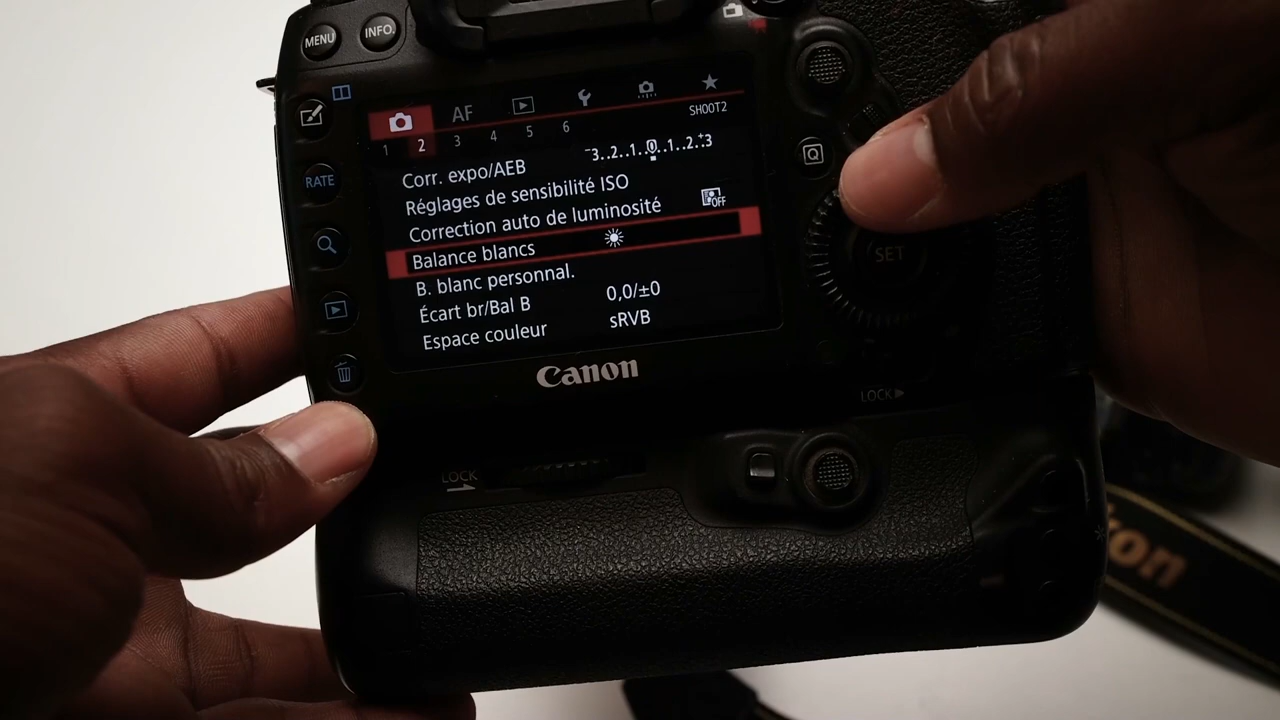 MENU INFO.
AF
SHOOT2
1 2 3 4 5 6
Corr. expo/AEB -3..2..1..0..1..2.:3
Réglages de sensibilité ISO
Correction auto de luminosité OFF
Balance blancs
B. blanc personnal.
Écart br/Bal B 0,0/±0
Espace couleur sRVB
RATE
Q
SET
Canon
LOCK
LOCK
kon